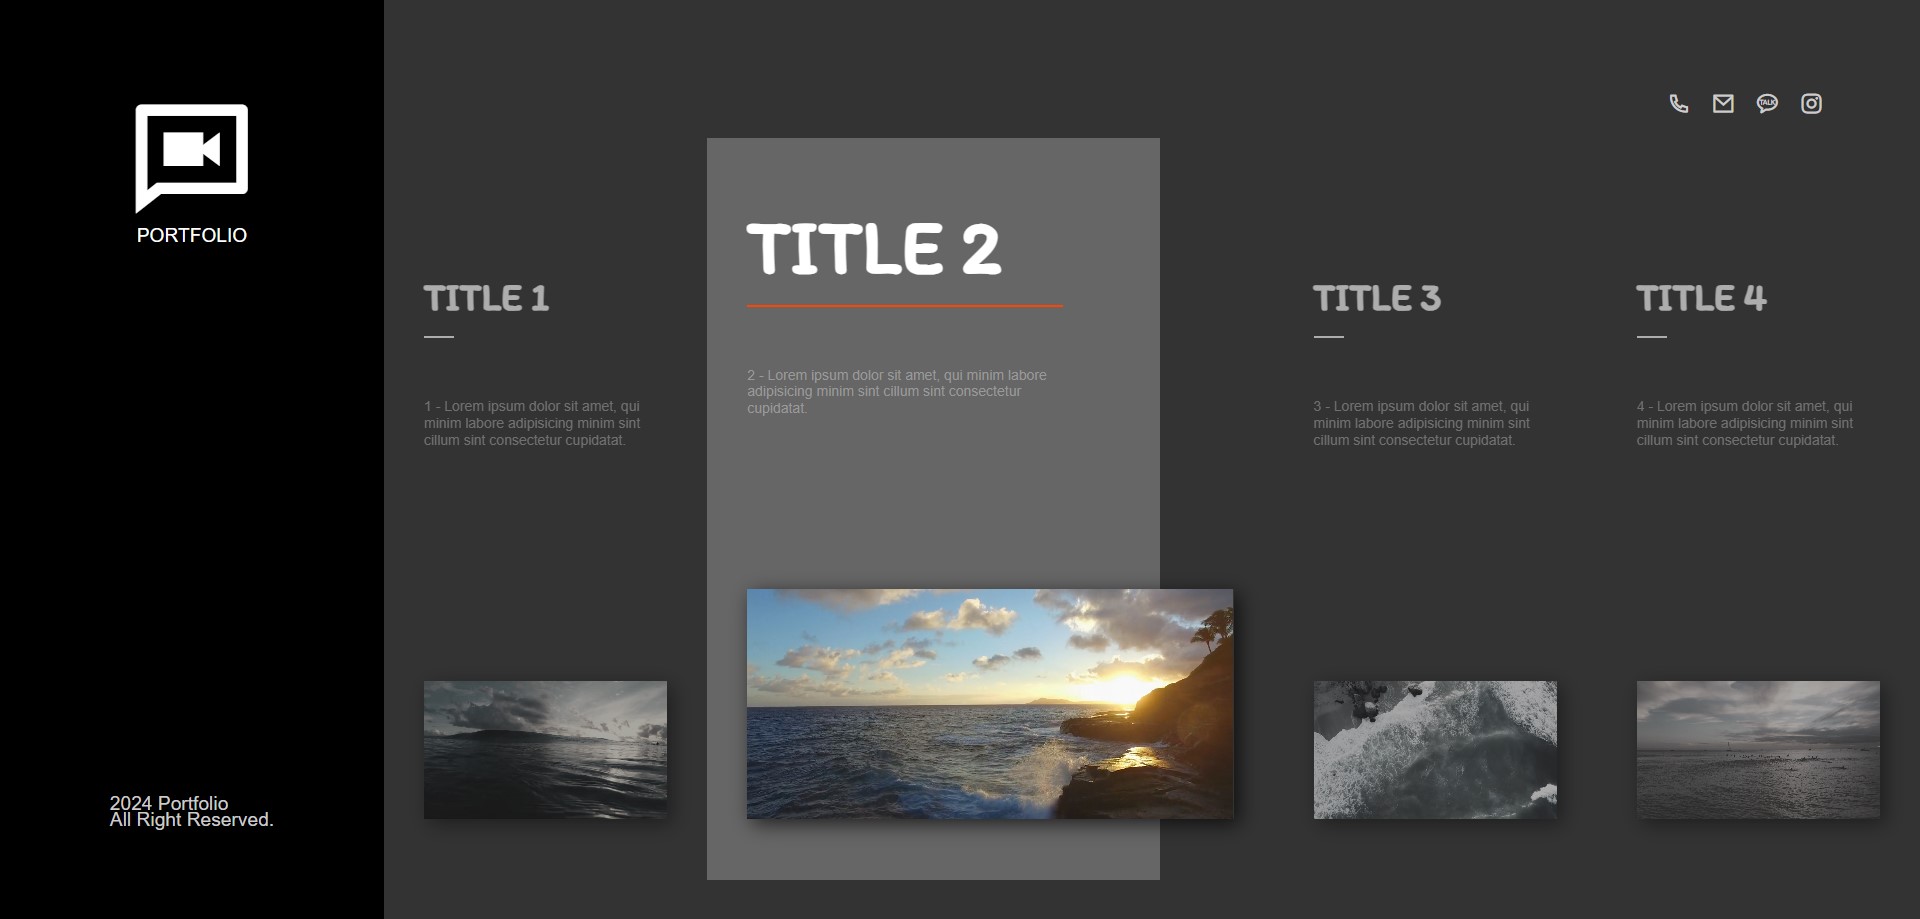 PORTFOLIO
2024 Portfolio
All Right Reserved.
TALK
TITLE 1
1 - Lorem ipsum dolor sit amet, qui
minim labore adipisicing minim sint
cillum sint consectetur cupidatat.
TITLE 2
2 - Lorem ipsum dolor sit amet, qui minim labore
adipisicing minim sint cillum sint consectetur
cupidatat.
TITLE 3
3 - Lorem ipsum dolor sit amet, qui
minim labore adipisicing minim sint
cillum sint consectetur cupidatat.
TITLE 4
4 - Lorem ipsum dolor sit amet, qui
minim labore adipisicing minim sint
cillum sint consectetur cupidatat.